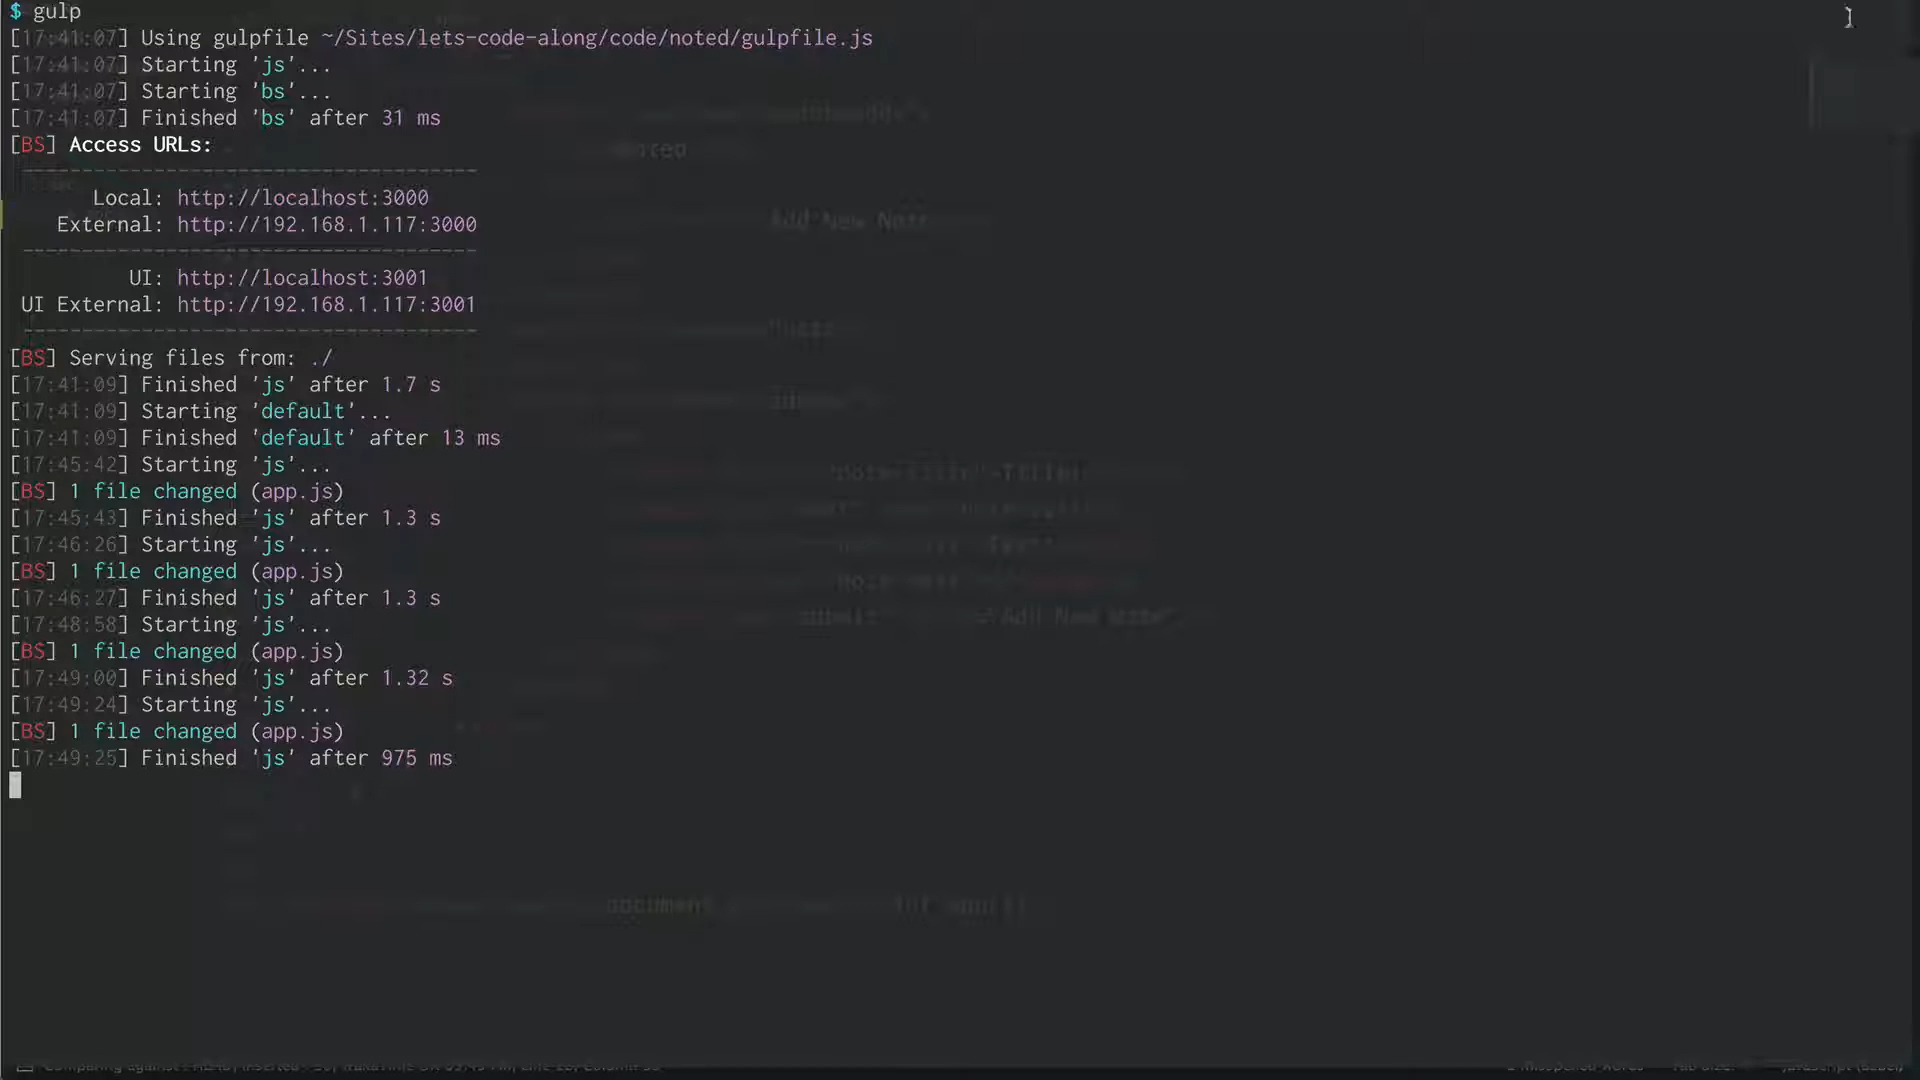 $ gulp
[17:41:07] Using gulpfile ~/Sites/lets-code-along/code/noted/gulpfile.js
[17:41:07] Starting 'js'...
[17:41:07] Starting 'bs'...
[17:41:07] Finished 'bs' after 31 ms
[BS] Access URLs:
--------------------------------------
Local: http://localhost:3000
External: http://192.168.1.117:3000
--------------------------------------
UI: http://localhost:3001
UI External: http://192.168.1.117:3001
--------------------------------------
[BS] Serving files from: ./
[17:41:09] Finished 'js' after 1.7 s
[17:41:09] Starting 'default'...
[17:41:09] Finished 'default' after 13 ms
[17:45:42] Starting 'js'...
[BS] 1 file changed (app.js)
[17:45:43] Finished 'js' after 1.3 s
[17:46:26] Starting 'js'...
[BS] 1 file changed (app.js)
[17:46:27] Finished 'js' after 1.3 s
[17:48:58] Starting 'js'...
[BS] 1 file changed (app.js)
[17:49:00] Finished 'js' after 1.32 s
[17:49:24] Starting 'js'...
[BS] 1 file changed (app.js)
[17:49:25] Finished 'js' after 975 ms
Add New Note
Add New Note"
document